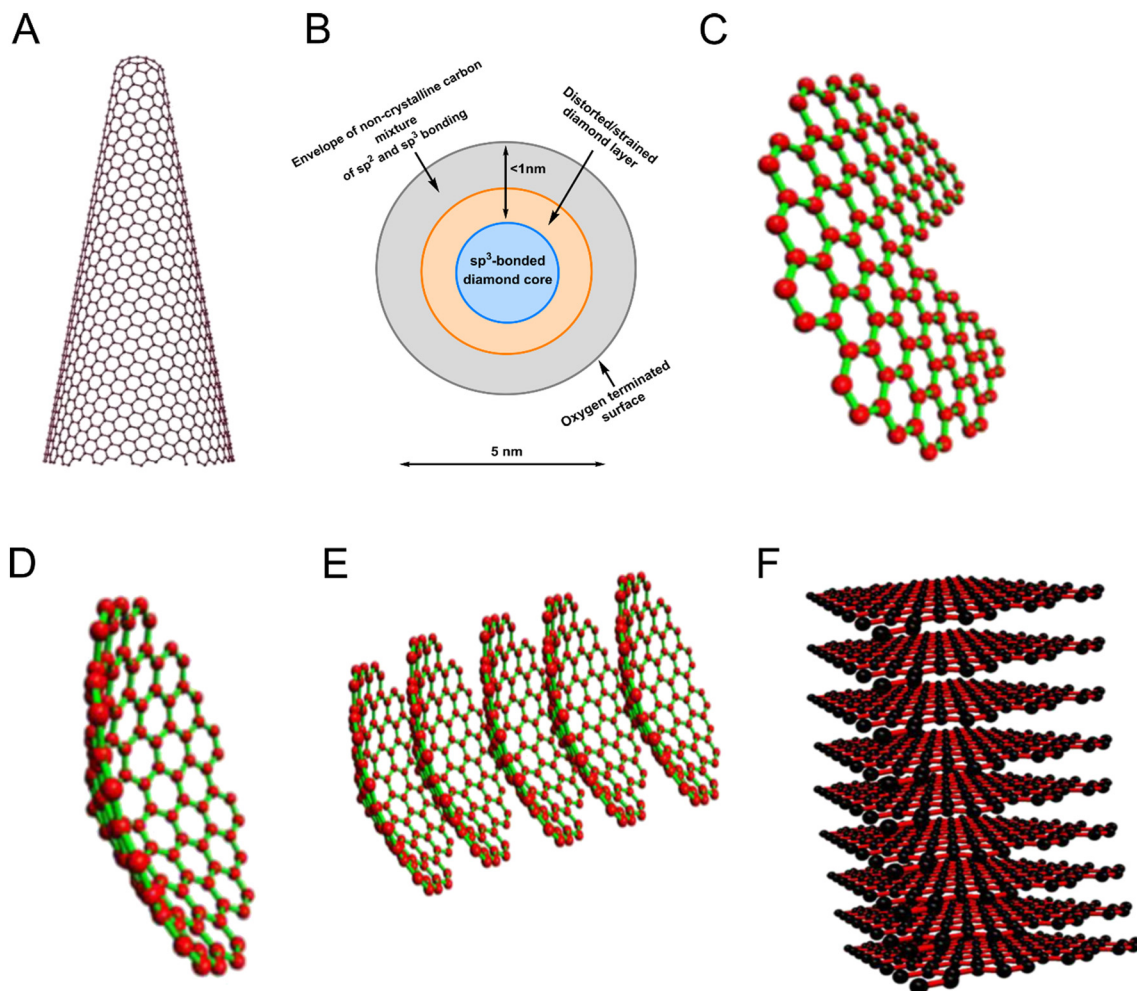 A
B
C
Envelope of non-crystalline carbon
mixture
of sp² and sp³ bonding
Distorted/strained
diamond layer
<1nm
sp³-bonded
diamond core
Oxygen terminated
surface
5 nm
D
E
F